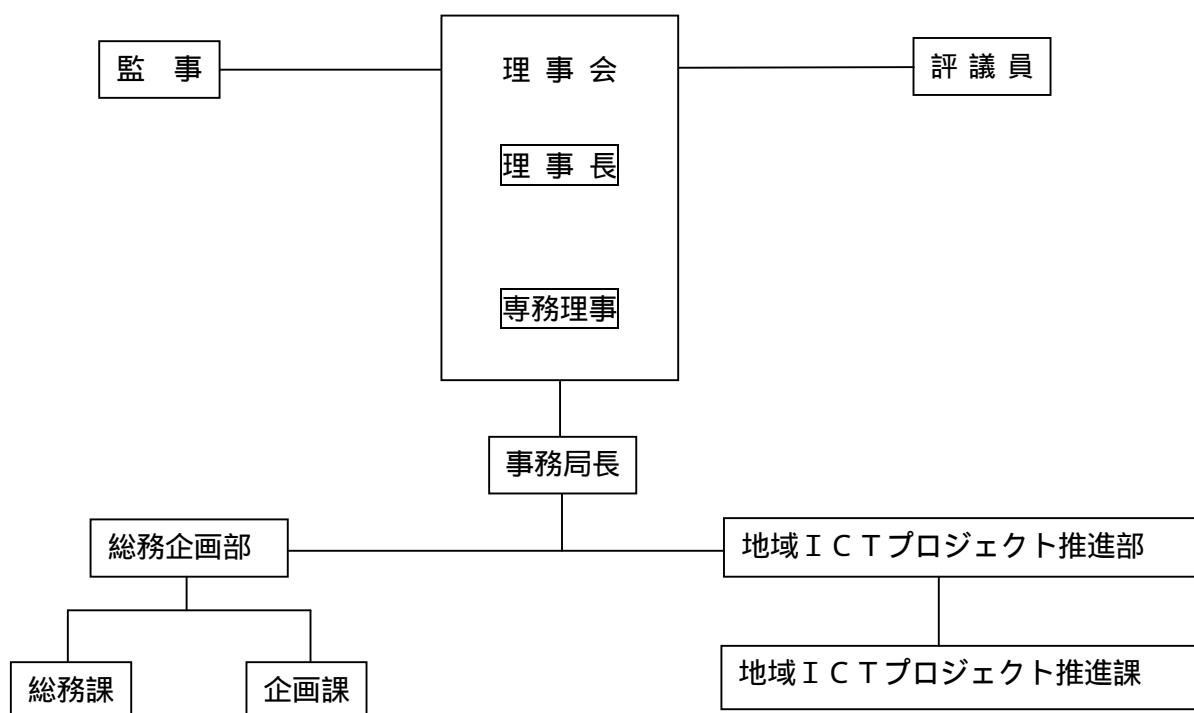 監　事
理 事 会
評 議 員
理 事 長
専務理事
事務局長
総務企画部
地域ＩＣＴプロジェクト推進部
総務課
企画課
地域ＩＣＴプロジェクト推進課